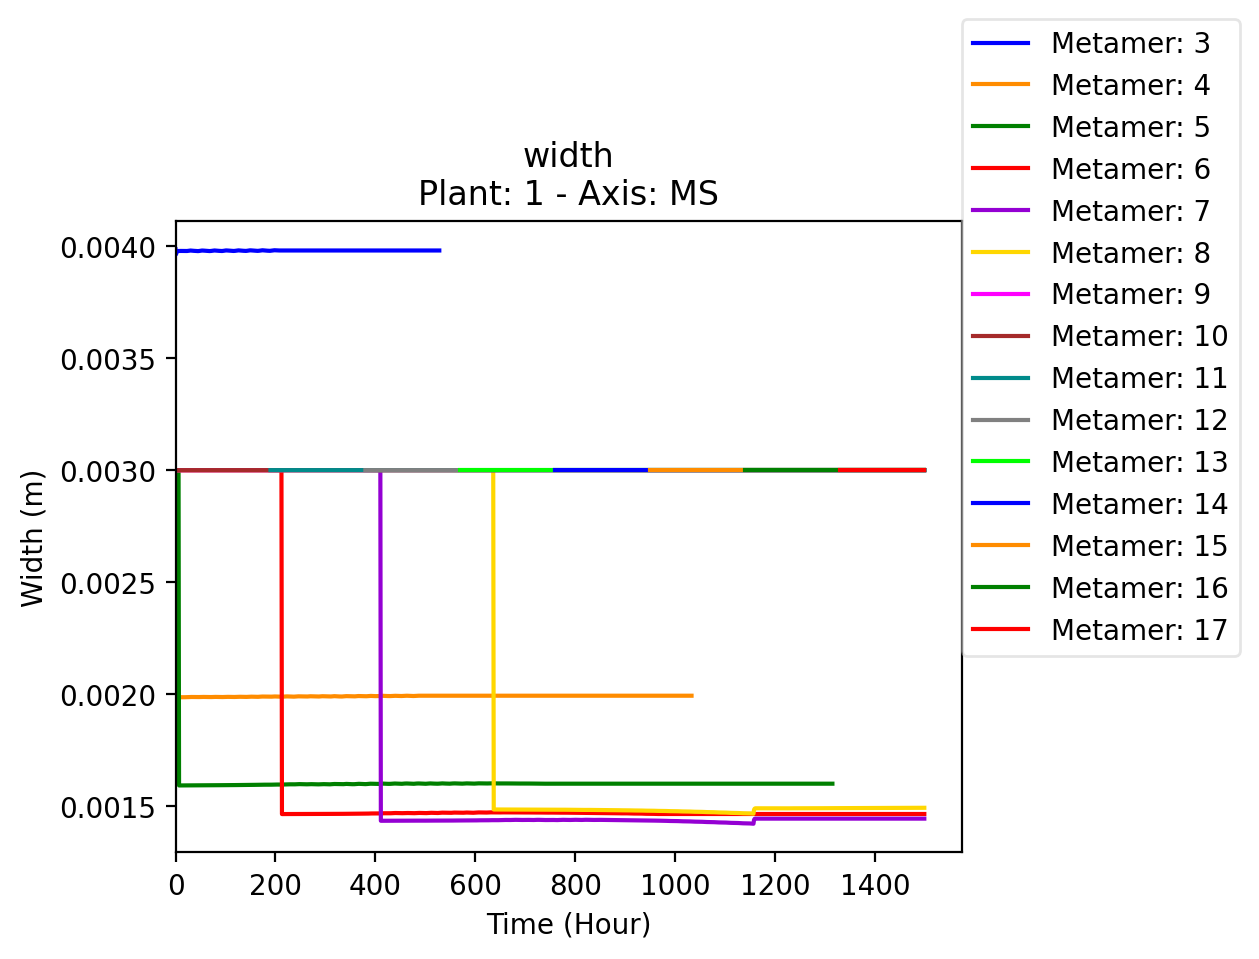 width
Plant: 1 - Axis: MS
Width (m)
0.0040
0.0035
0.0030
0.0025
0.0020
0.0015
0
200
400
600
800
1000
1200
1400
Time (Hour)
Metamer: 3
Metamer: 4
Metamer: 5
Metamer: 6
Metamer: 7
Metamer: 8
Metamer: 9
Metamer: 10
Metamer: 11
Metamer: 12
Metamer: 13
Metamer: 14
Metamer: 15
Metamer: 16
Metamer: 17